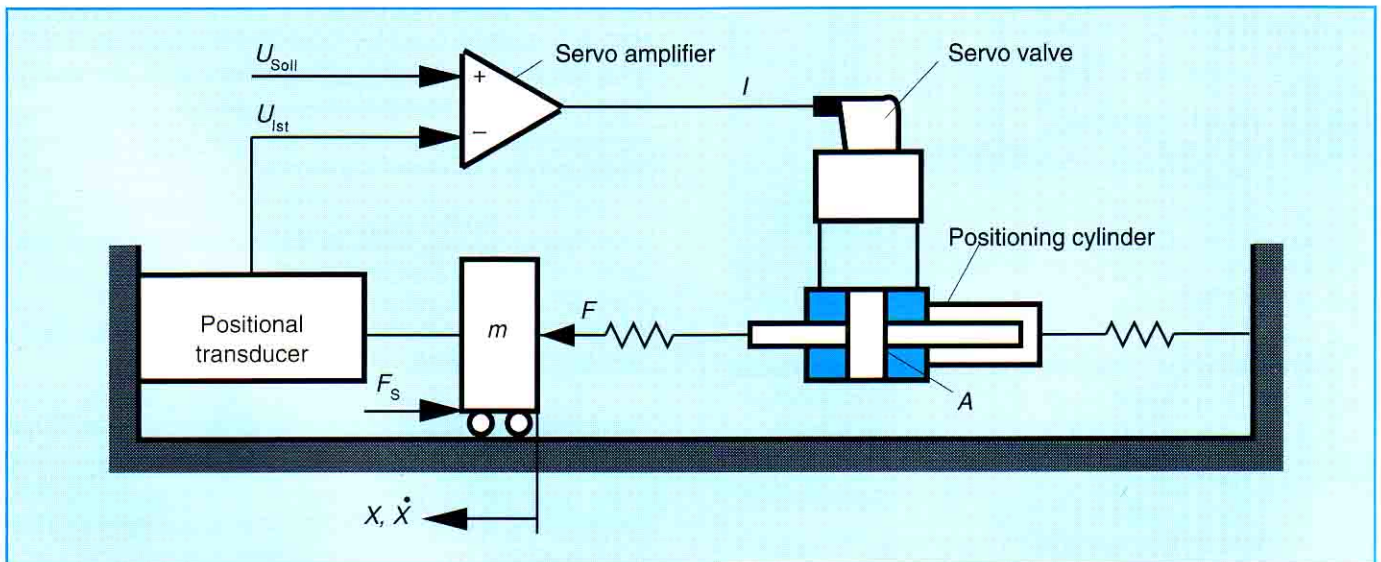 U_Soll
Servo amplifier
Servo valve
+
I
U_Ist
–
Positioning cylinder
Positional
transducer
m
F
F_S
A
X, Ẋ